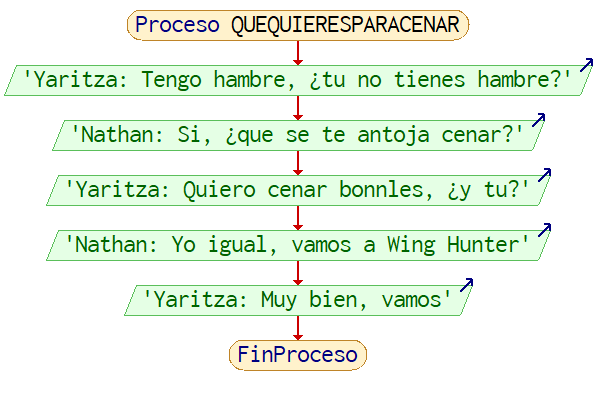 Proceso QUEQUIERESPARACENAR
'Yaritza: Tengo hambre, ¿tu no tienes hambre?'
'Nathan: Si, ¿que se te antoja cenar?'
'Yaritza: Quiero cenar bonnles, ¿y tu?'
'Nathan: Yo igual, vamos a Wing Hunter'
'Yaritza: Muy bien, vamos'
FinProceso